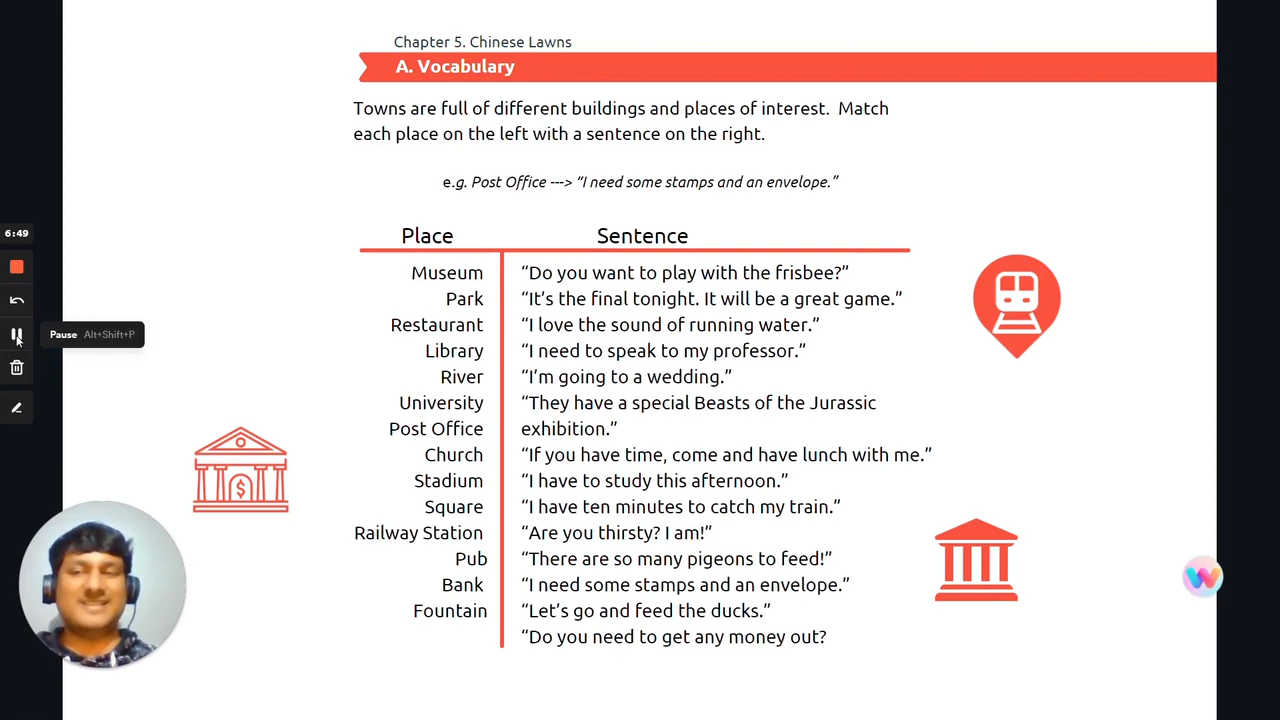 Chapter 5. Chinese Lawns
A. Vocabulary
Towns are full of different buildings and places of interest.  Match
each place on the left with a sentence on the right.
e.g. Post Office ---> “I need some stamps and an envelope.”
Place
Sentence
Museum
Park
Restaurant
Library
River
University
Post Office
Church
Stadium
Square
Railway Station
Pub
Bank
Fountain
“Do you want to play with the frisbee?”
“It’s the final tonight. It will be a great game.”
“I love the sound of running water.”
“I need to speak to my professor.”
“I’m going to a wedding.”
“They have a special Beasts of the Jurassic
exhibition.”
“If you have time, come and have lunch with me.”
“I have to study this afternoon.”
“I have ten minutes to catch my train.”
“Are you thirsty? I am!”
“There are so many pigeons to feed!”
“I need some stamps and an envelope.”
“Let’s go and feed the ducks.”
“Do you need to get any money out?
6:49
Pause Alt+Shift+P
$
W